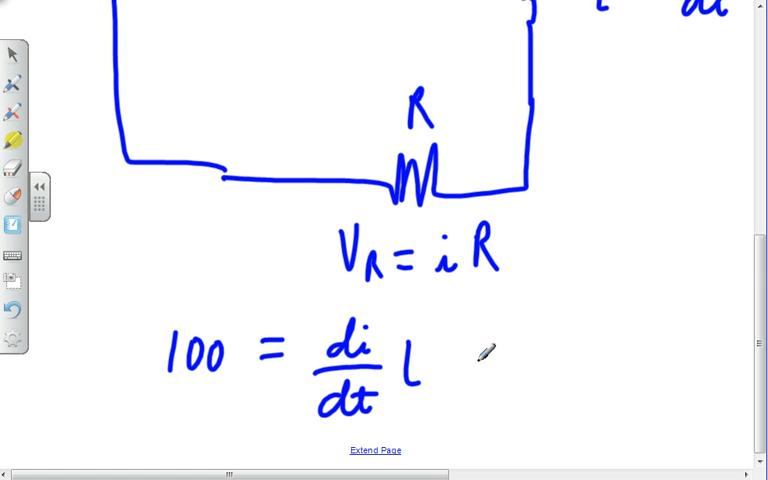 R
V_R = i R
100 = di/dt L
Extend Page